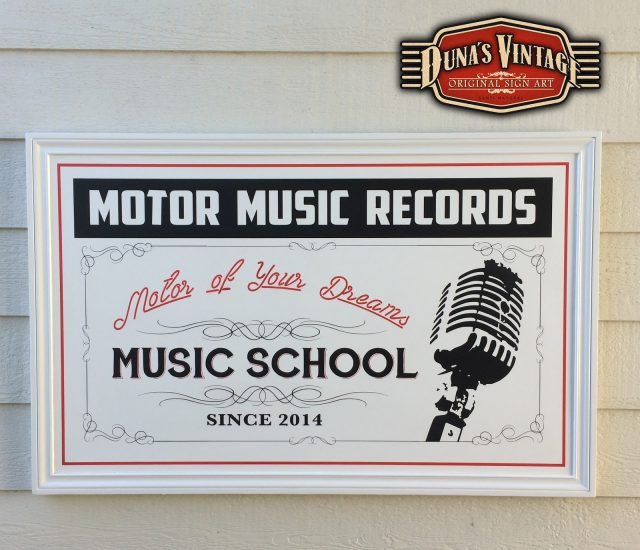 DUNA'S VINTAGE
ORIGINAL SIGN ART
MOTOR MUSIC RECORDS
Motor of Your Dreams
MUSIC SCHOOL
SINCE 2014